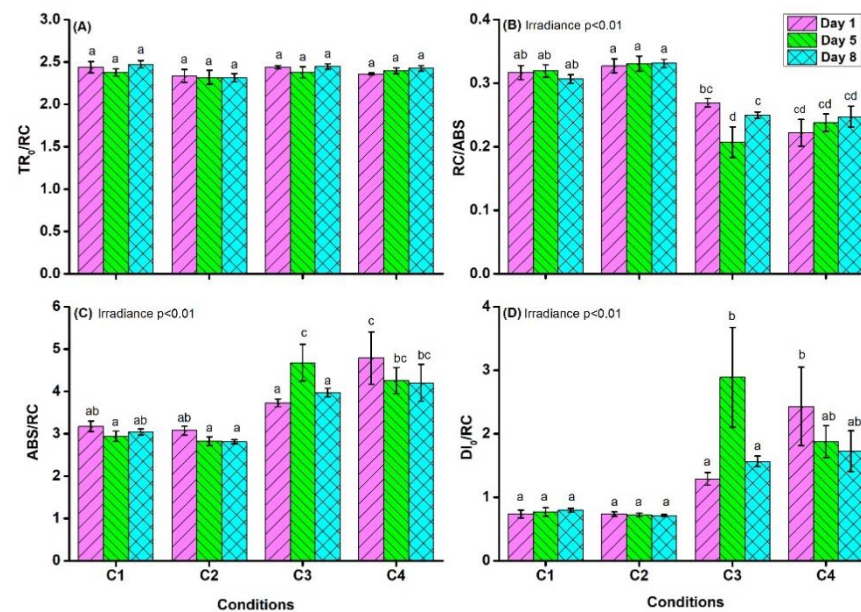 (A)
3.0
2.5
2.0
1.5
1.0
0.5
0.0
TR₀/RC
a a a a a a a a a a a a
(B) Irradiance p<0.01
Day 1
Day 5
Day 8
0.4
0.3
0.2
0.1
0.0
RC/ABS
ab ab ab a a a bc d c cd cd cd
(C) Irradiance p<0.01
6
5
4
3
2
1
0
ABS/RC
ab a ab ab a a a c a c bc bc
C1 C2 C3 C4
Conditions
(D) Irradiance p<0.01
4
3
2
1
0
DI₀/RC
a a a a a a a b a b ab ab
C1 C2 C3 C4
Conditions